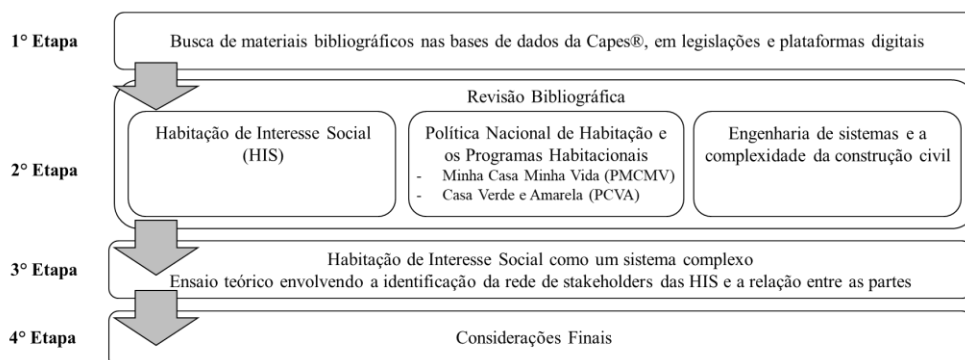 1° Etapa
Busca de materiais bibliográficos nas bases de dados da Capes®, em legislações e plataformas digitais
2° Etapa
Revisão Bibliográfica
Habitação de Interesse Social
(HIS)
Política Nacional de Habitação e
os Programas Habitacionais
- Minha Casa Minha Vida (PMCMV)
- Casa Verde e Amarela (PCVA)
Engenharia de sistemas e a
complexidade da construção civil
3° Etapa
Habitação de Interesse Social como um sistema complexo
Ensaio teórico envolvendo a identificação da rede de stakeholders das HIS e a relação entre as partes
4° Etapa
Considerações Finais